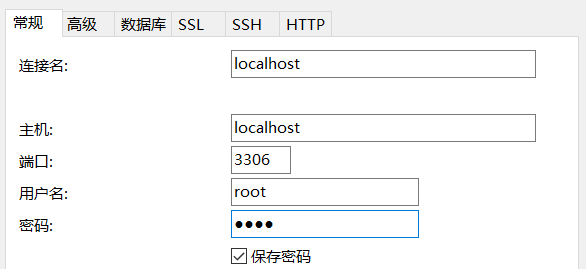 常规 高级 数据库 SSL SSH HTTP
连接名: localhost
主机: localhost
端口: 3306
用户名: root
密码: ●●●●
保存密码